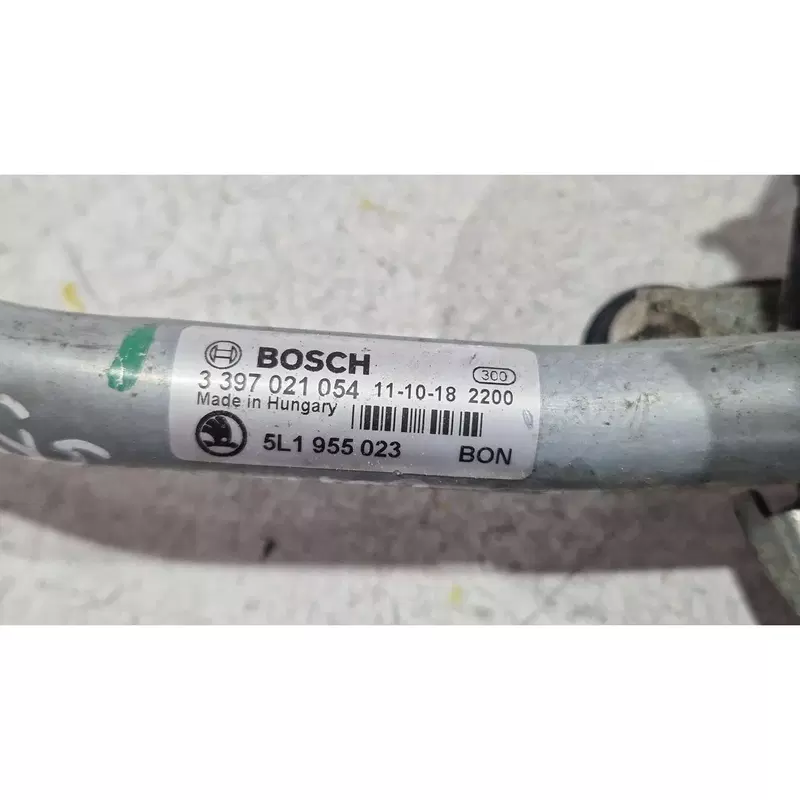 BOSCH
300
3 397 021 054 11-10-18 2200
Made in Hungary
5L1 955 023 BON